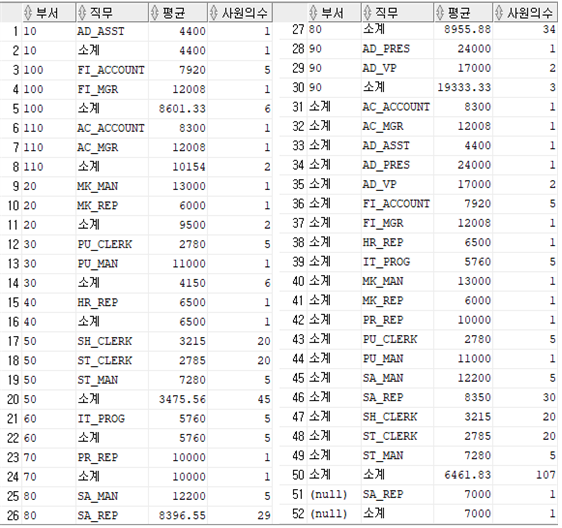 부서 직무 평균 사원의수
1 10 AD_ASST 4400 1
2 10 소계 4400 1
3 100 FI_ACCOUNT 7920 5
4 100 FI_MGR 12008 1
5 100 소계 8601.33 6
6 110 AC_ACCOUNT 8300 1
7 110 AC_MGR 12008 1
8 110 소계 10154 2
9 20 MK_MAN 13000 1
10 20 MK_REP 6000 1
11 20 소계 9500 2
12 30 PU_CLERK 2780 5
13 30 PU_MAN 11000 1
14 30 소계 4150 6
15 40 HR_REP 6500 1
16 40 소계 6500 1
17 50 SH_CLERK 3215 20
18 50 ST_CLERK 2785 20
19 50 ST_MAN 7280 5
20 50 소계 3475.56 45
21 60 IT_PROG 5760 5
22 60 소계 5760 5
23 70 PR_REP 10000 1
24 70 소계 10000 1
25 80 SA_MAN 12200 5
26 80 SA_REP 8396.55 29
부서 직무 평균 사원의수
27 80 소계 8955.88 34
28 90 AD_PRES 24000 1
29 90 AD_VP 17000 2
30 90 소계 19333.33 3
31 소계 AC_ACCOUNT 8300 1
32 소계 AC_MGR 12008 1
33 소계 AD_ASST 4400 1
34 소계 AD_PRES 24000 1
35 소계 AD_VP 17000 2
36 소계 FI_ACCOUNT 7920 5
37 소계 FI_MGR 12008 1
38 소계 HR_REP 6500 1
39 소계 IT_PROG 5760 5
40 소계 MK_MAN 13000 1
41 소계 MK_REP 6000 1
42 소계 PR_REP 10000 1
43 소계 PU_CLERK 2780 5
44 소계 PU_MAN 11000 1
45 소계 SA_MAN 12200 5
46 소계 SA_REP 8350 30
47 소계 SH_CLERK 3215 20
48 소계 ST_CLERK 2785 20
49 소계 ST_MAN 7280 5
50 소계 소계 6461.83 107
51 (null) SA_REP 7000 1
52 (null) 소계 7000 1